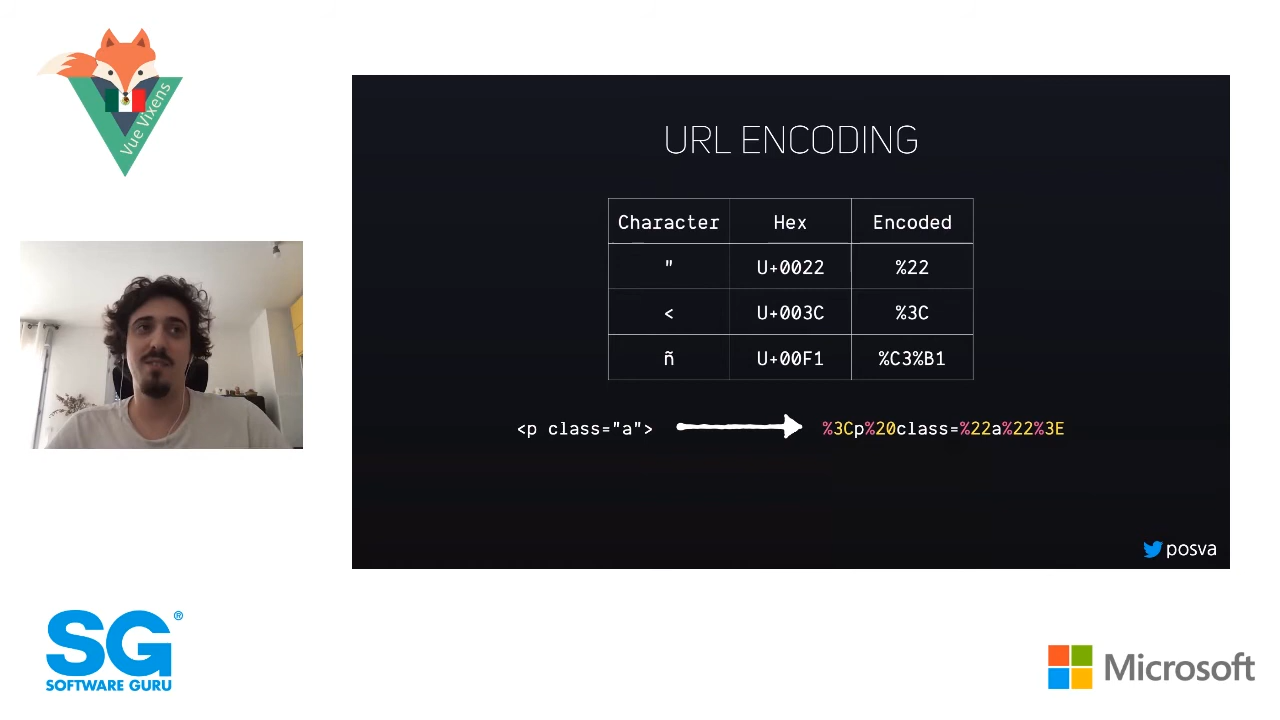 Vue Vixens
URL ENCODING
Character Hex Encoded
" U+0022 %22
< U+003C %3C
ñ U+00F1 %C3%B1
<p class="a"> %3Cp%20class=%22a%22%3E
posva
SG®
SOFTWARE GURU
Microsoft